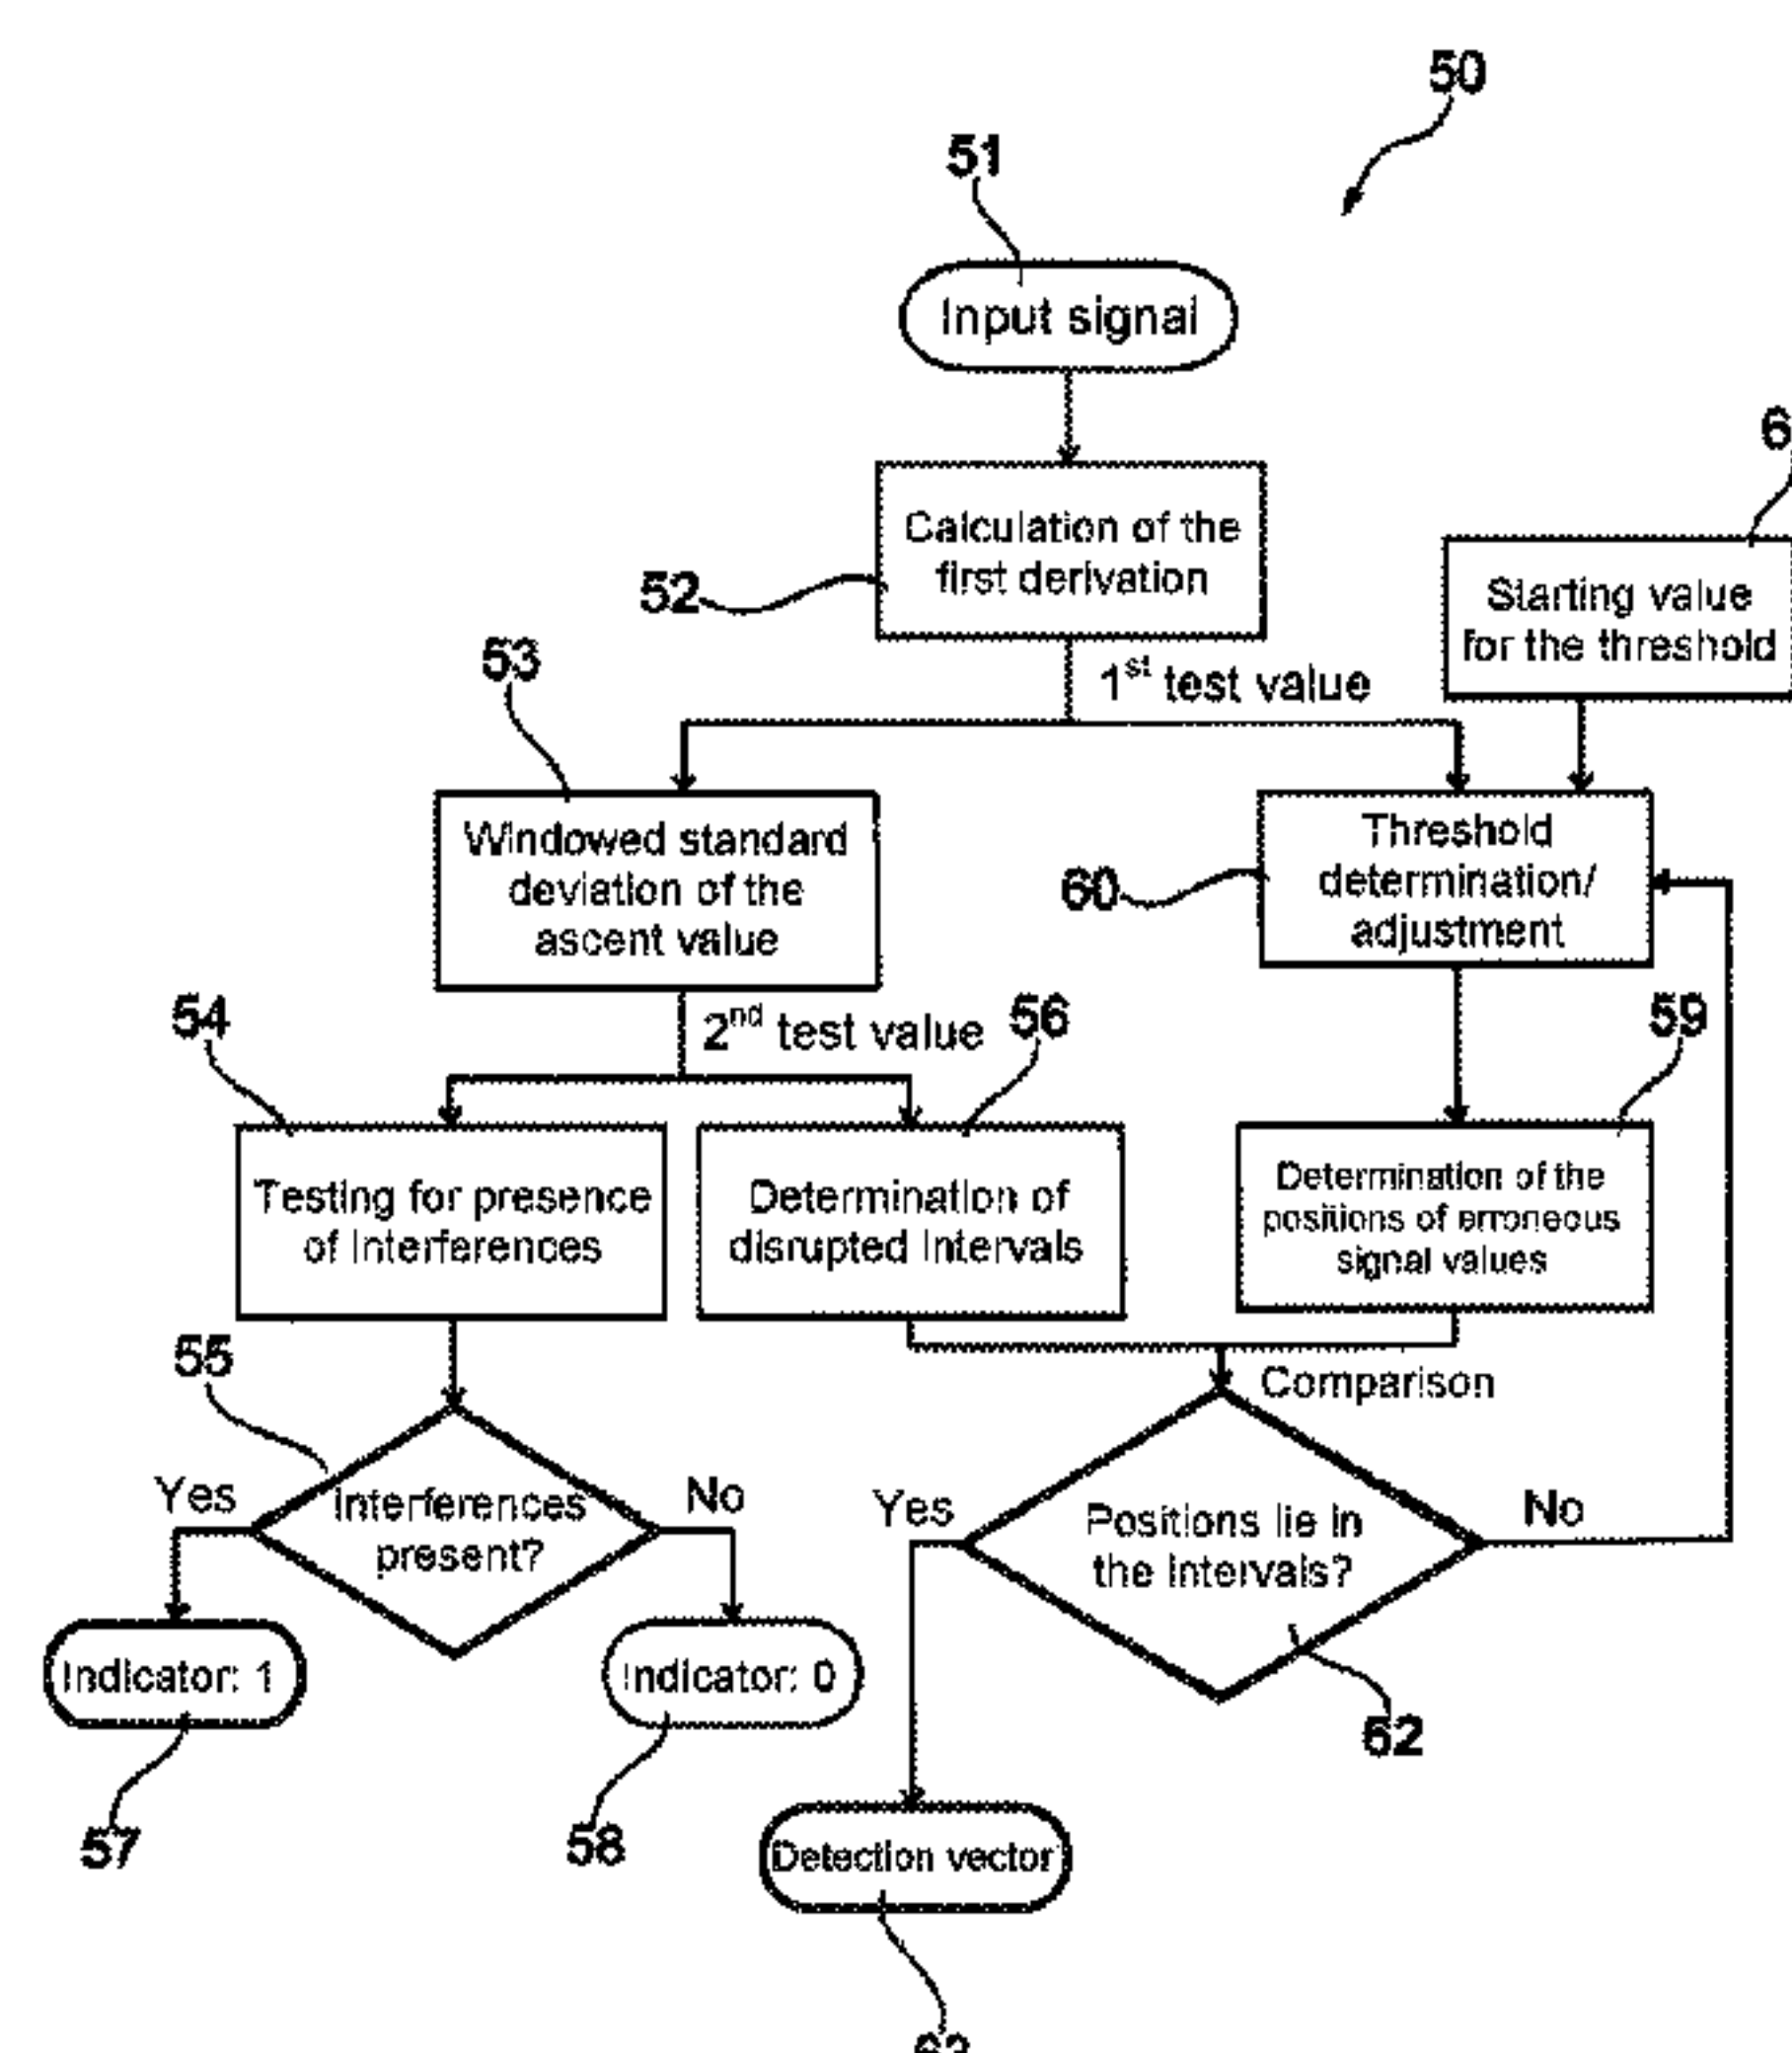 50
51
Input signal
Calculation of the
first derivation
52
6
Starting value
for the threshold
1st test value
53
Windowed standard
deviation of the
ascent value
Threshold
determination/
adjustment
60
54
2nd test value
56
59
Testing for presence
of Interferences
Determination of
disrupted Intervals
Determination of the
positions of erroneous
signal values
55
Comparison
Yes
Interferences
present?
No
Yes
Positions lie in
the Intervals?
No
Indicator: 1
Indicator: 0
62
57
58
Detection vector